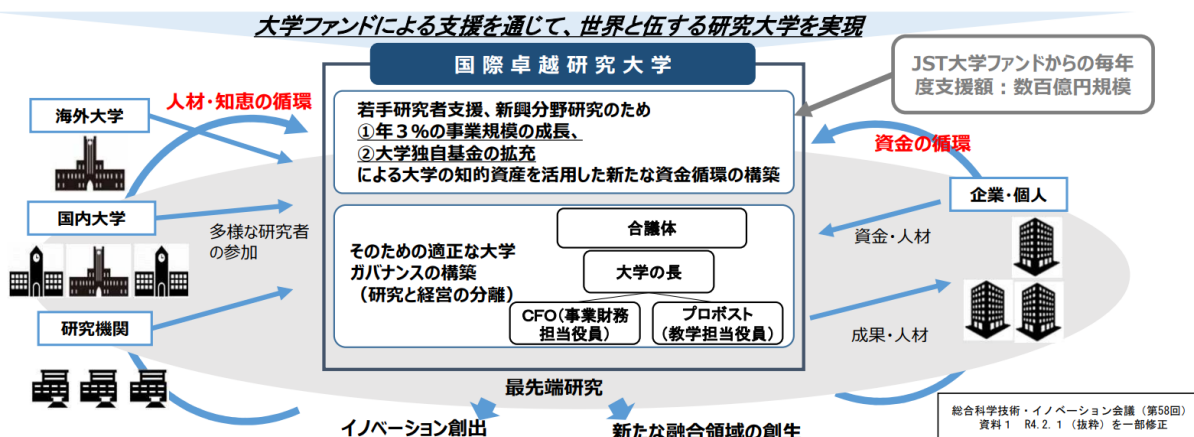 大学ファンドによる支援を通じて、世界と伍する研究大学を実現
国際卓越研究大学
JST大学ファンドからの毎年
度支援額：数百億円規模
人材・知恵の循環
海外大学
若手研究者支援、新興分野研究のため
①年３%の事業規模の成長、
②大学独自基金の拡充
による大学の知的資産を活用した新たな資金循環の構築
資金の循環
国内大学
多様な研究者
の参加
企業・個人
資金・人材
そのための適正な大学
ガバナンスの構築
（研究と経営の分離）
合議体
大学の長
CFO（事業財務
担当役員）
プロボスト
（教学担当役員）
研究機関
成果・人材
最先端研究
イノベーション創出
新たな融合領域の創生
総合科学技術・イノベーション会議（第58回）
資料１　R4.2.1（抜粋）を一部修正